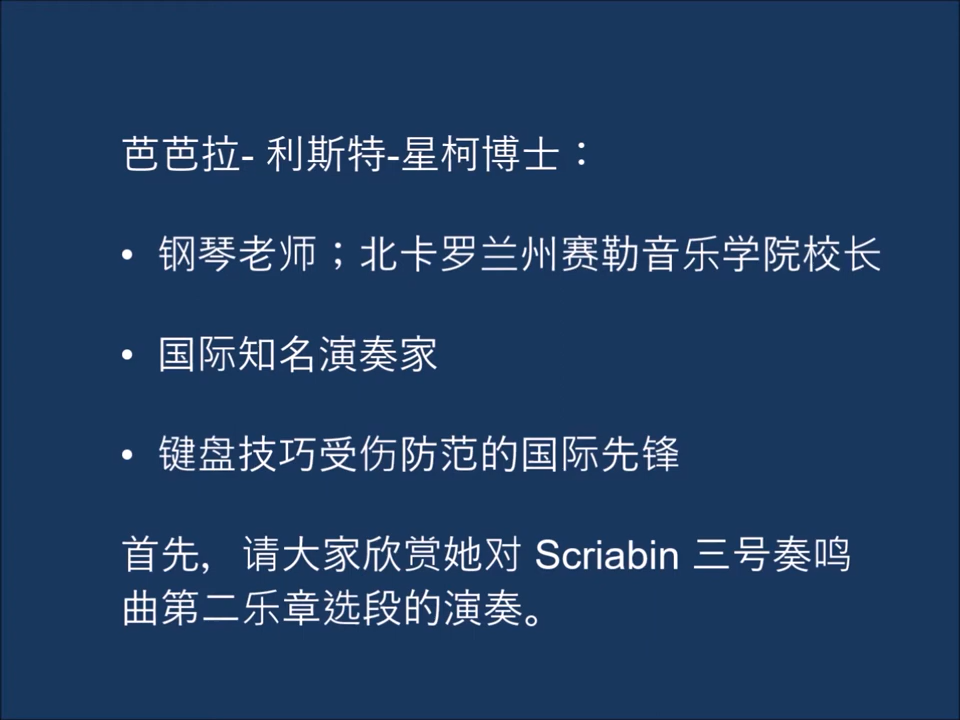 芭芭拉- 利斯特-星柯博士：
• 钢琴老师；北卡罗兰州赛勒音乐学院校长
• 国际知名演奏家
• 键盘技巧受伤防范的国际先锋
首先，请大家欣赏她对 Scriabin 三号奏鸣
曲第二乐章选段的演奏。